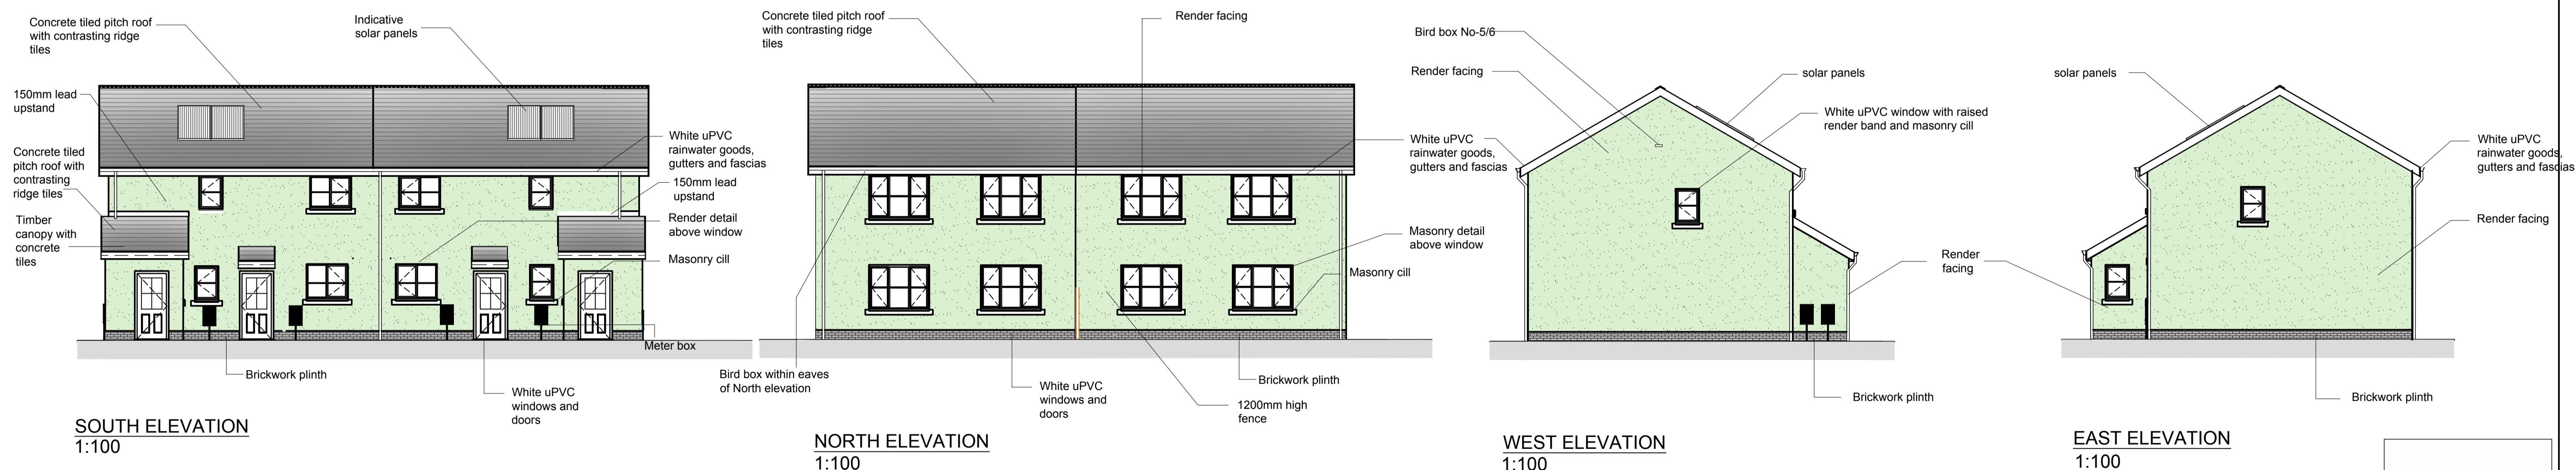 Concrete tiled pitch roof
with contrasting ridge
tiles
Indicative
solar panels
150mm lead
upstand
Concrete tiled
pitch roof with
contrasting
ridge tiles
Timber
canopy with
concrete
tiles
White uPVC
rainwater goods,
gutters and fascias
150mm lead
upstand
Render detail
above window
Masonry cill
Meter box
Brickwork plinth
White uPVC
windows and
doors
SOUTH ELEVATION
1:100
Concrete tiled pitch roof
with contrasting ridge
tiles
Render facing
White uPVC
rainwater goods,
gutters and fascias
Masonry detail
above window
Masonry cill
Bird box within eaves
of North elevation
White uPVC
windows and
doors
Brickwork plinth
1200mm high
fence
NORTH ELEVATION
1:100
Bird box No-5/6
Render facing
solar panels
White uPVC window with raised
render band and masonry cill
Render
facing
Brickwork plinth
WEST ELEVATION
1:100
solar panels
White uPVC
rainwater goods,
gutters and fascias
Render facing
Brickwork plinth
EAST ELEVATION
1:100